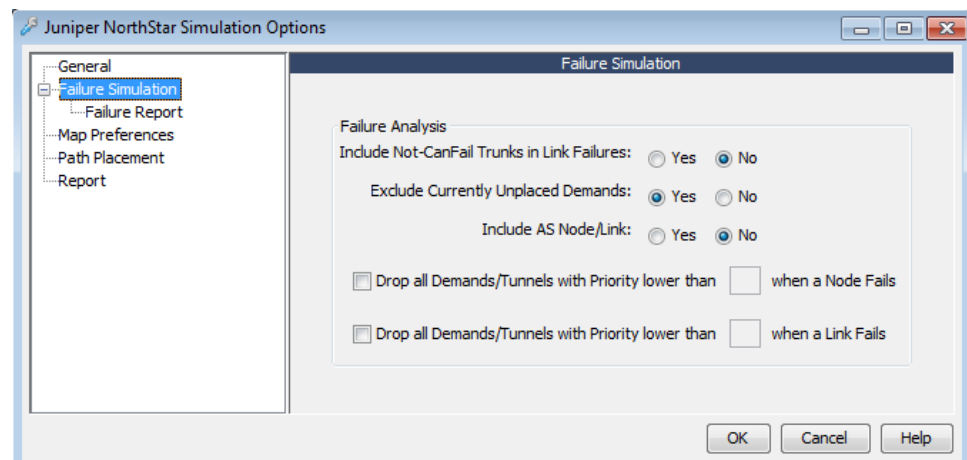 Juniper NorthStar Simulation Options
General
Failure Simulation
Failure Report
Map Preferences
Path Placement
Report
Failure Simulation
Failure Analysis
Include Not-CanFail Trunks in Link Failures: Yes No
Exclude Currently Unplaced Demands: Yes No
Include AS Node/Link: Yes No
Drop all Demands/Tunnels with Priority lower than when a Node Fails
Drop all Demands/Tunnels with Priority lower than when a Link Fails
OK Cancel Help